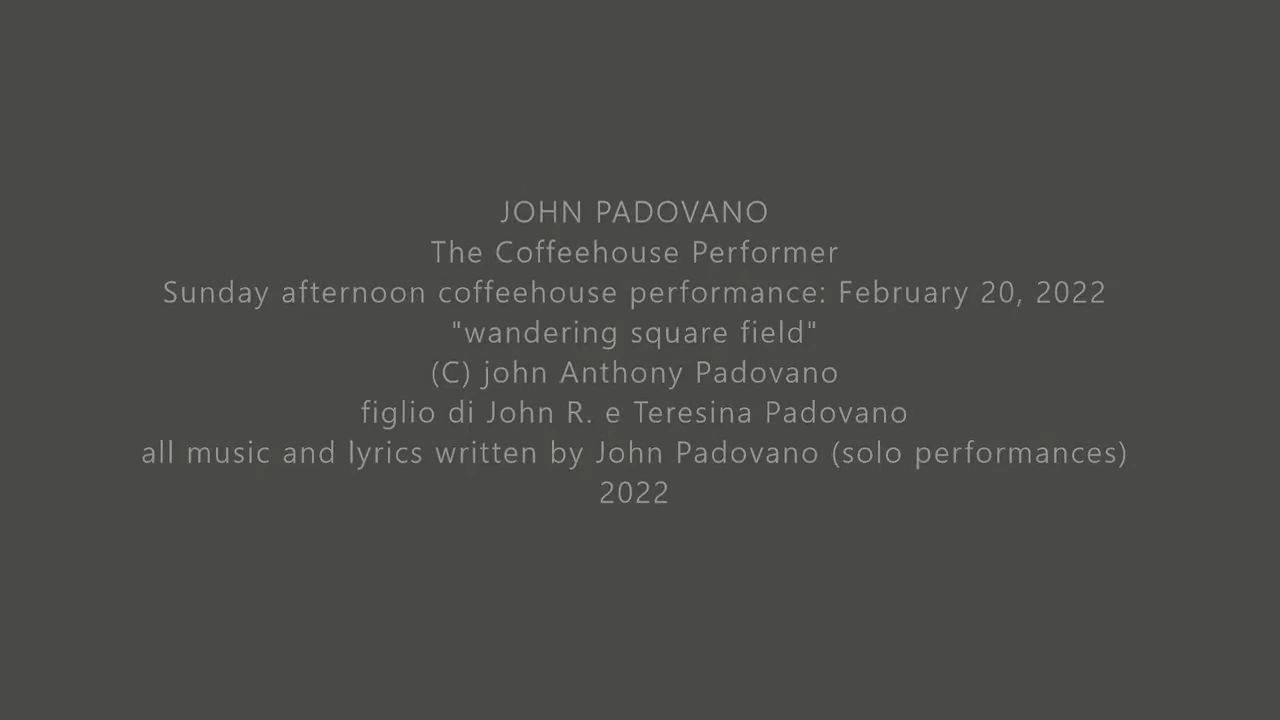 JOHN PADOVANO
The Coffeehouse Performer
Sunday afternoon coffeehouse performance: February 20, 2022
"wandering square field"
(C) john Anthony Padovano
figlio di John R. e Teresina Padovano
all music and lyrics written by John Padovano (solo performances)
2022